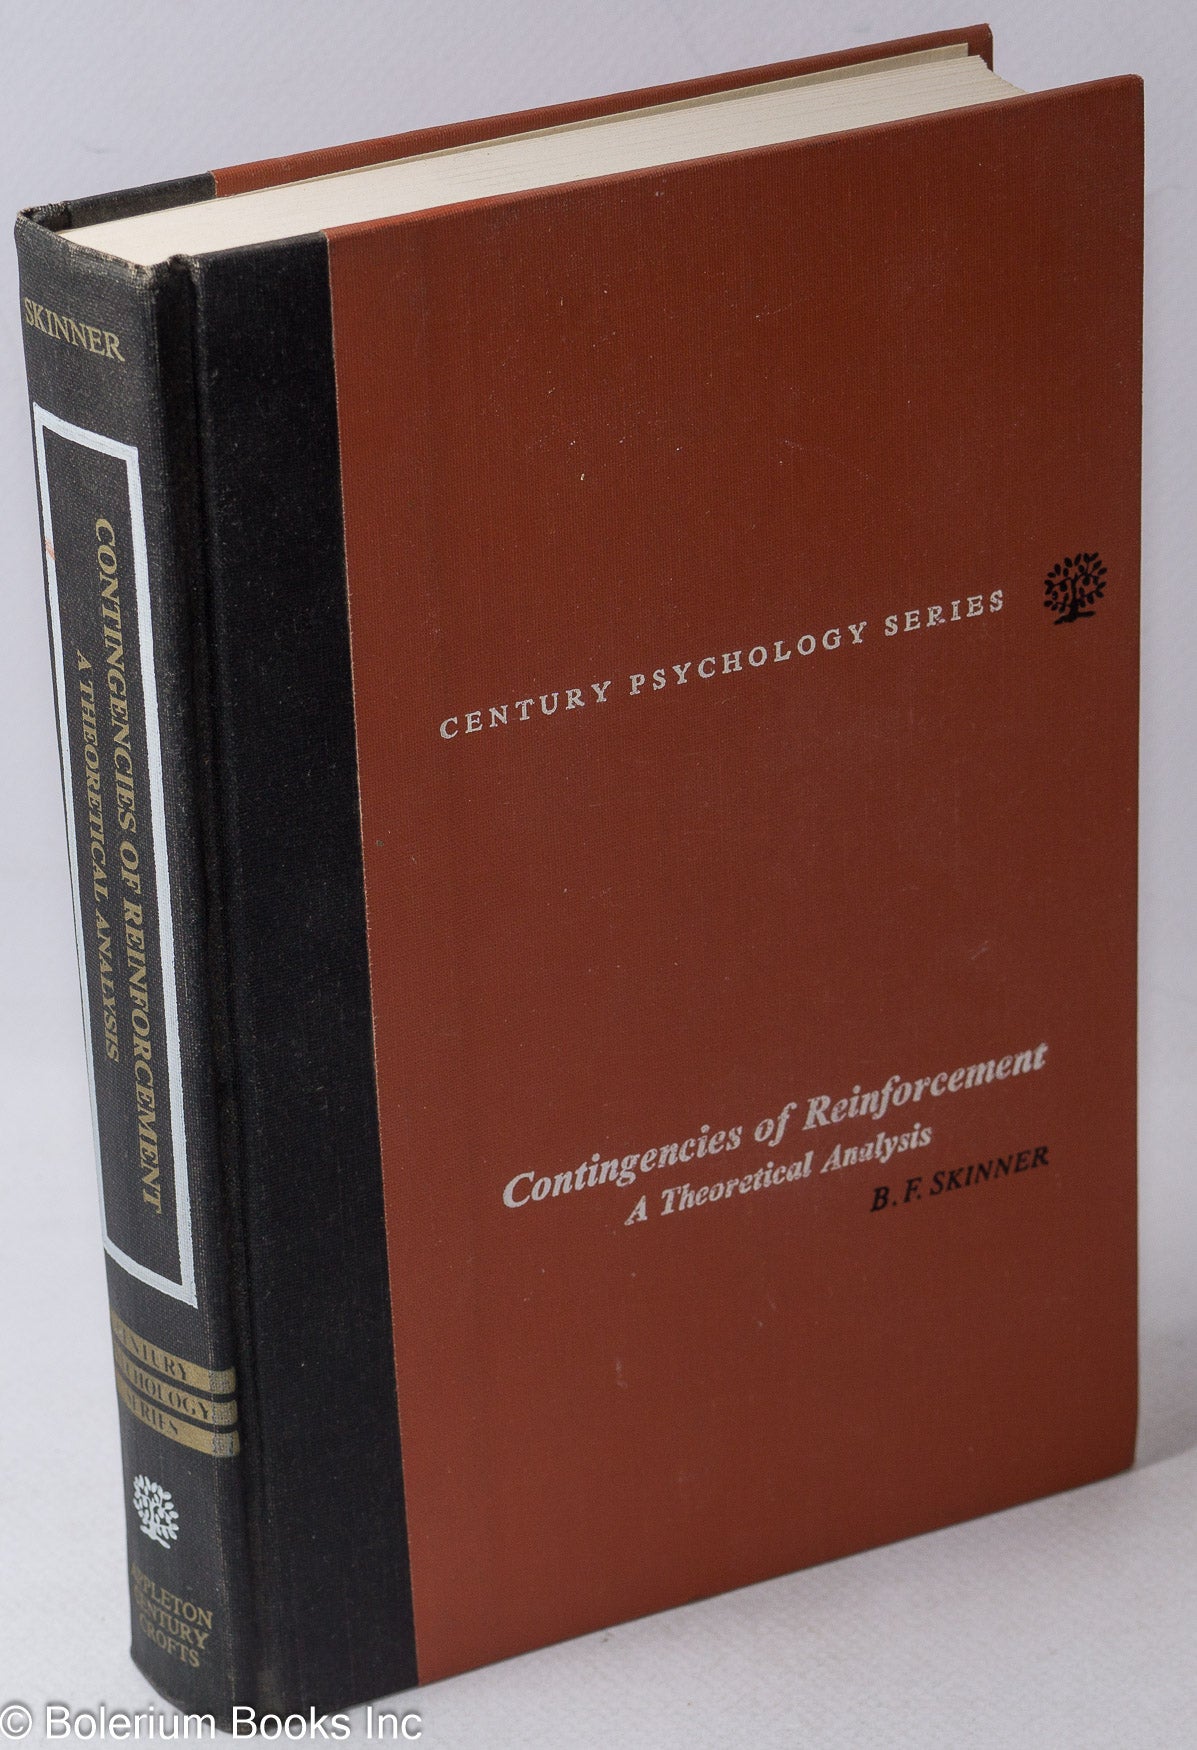 SKINNER
CONTINGENCIES OF REINFORCEMENT
A THEORETICAL ANALYSIS
CENTURY
PSYCHOLOGY
SERIES
APPLETON
CENTURY
CROFTS
CENTURY PSYCHOLOGY SERIES
Contingencies of Reinforcement
A Theoretical Analysis
B. F. SKINNER
© Bolerium Books Inc